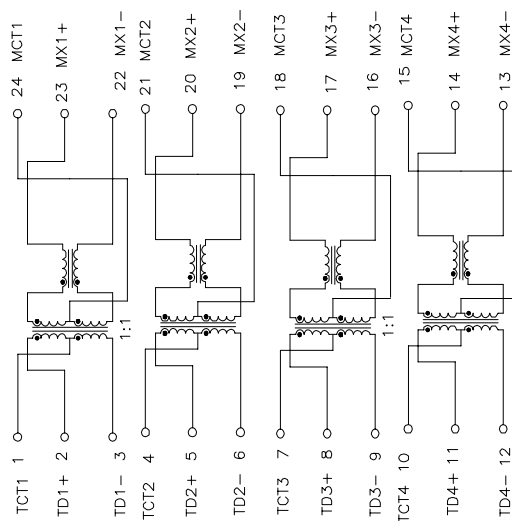 24 MCT1
23 MX1+
22 MX1-
21 MCT2
20 MX2+
19 MX2-
18 MCT3
17 MX3+
16 MX3-
15 MCT4
14 MX4+
13 MX4-
1:1
1:1
TCT1 1
TD1+ 2
TD1- 3
TCT2 4
TD2+ 5
TD2- 6
TCT3 7
TD3+ 8
TD3- 9
TCT4 10
TD4+ 11
TD4- 12